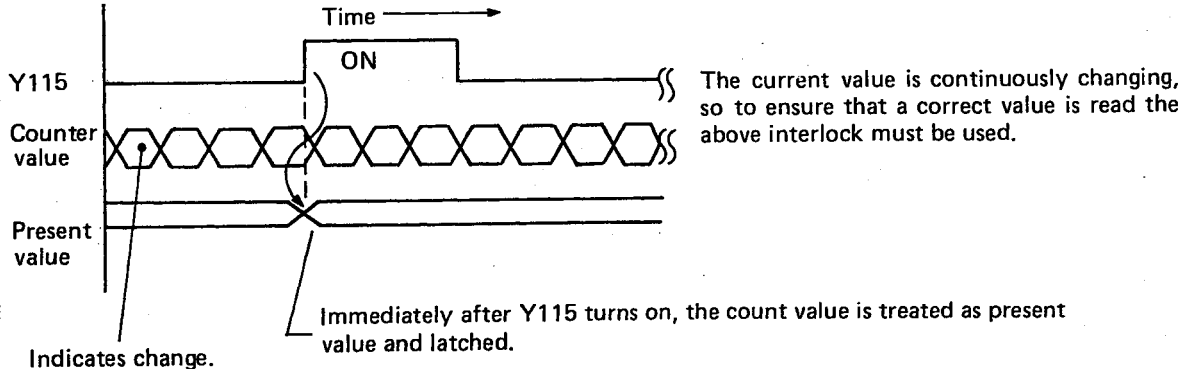 Time
ON
Y115
Counter
value
Present
value
The current value is continuously changing,
so to ensure that a correct value is read the
above interlock must be used.
Immediately after Y115 turns on, the count value is treated as present
value and latched.
Indicates change.